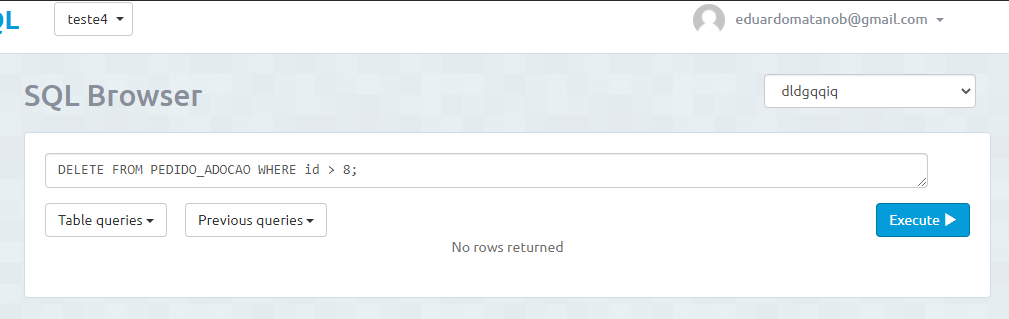 QL teste4 eduardomatanob@gmail.com
SQL Browser dldgqqiq
DELETE FROM PEDIDO_ADOCAO WHERE id > 8;
Table queries Previous queries Execute
No rows returned